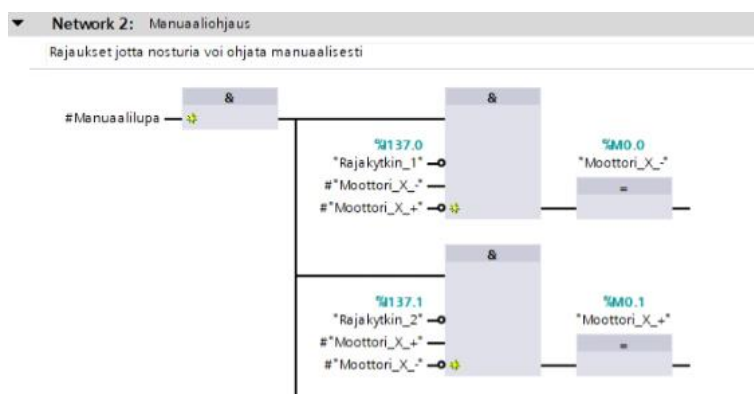 Network 2: Manuaaliohjaus
Rajaukset jotta nosturia voi ohjata manuaalisesti
&
&
#Manuaalilupa
%I137.0
%M0.0
"Rajakytkin_1"
"Moottori_X_-"
#"Moottori_X_-"
=
#"Moottori_X_+"
&
%I137.1
%M0.1
"Rajakytkin_2"
"Moottori_X_+"
#"Moottori_X_+"
=
#"Moottori_X_-"